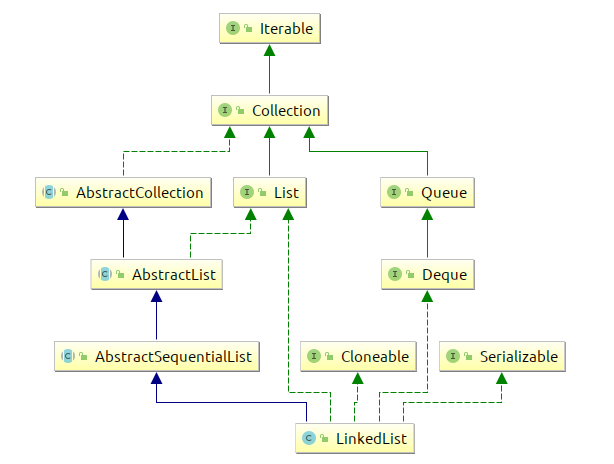 I Iterable
I Collection
C AbstractCollection
I List
I Queue
C AbstractList
I Deque
C AbstractSequentialList
I Cloneable
I Serializable
C LinkedList